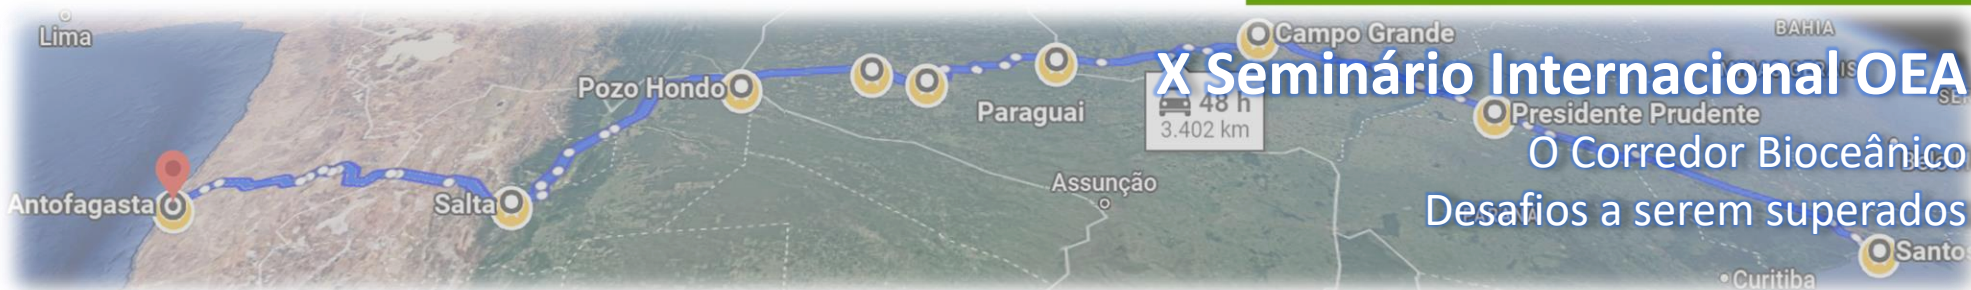 Lima
Campo Grande
BAHIA
X Seminário Internacional OEA
Pozo Hondo
48 h
Paraguai
3.402 km
Presidente Prudente
O Corredor Bioceânico
Assunção
Antofagasta
Salta
Desafios a serem superados
Santos
Curitiba